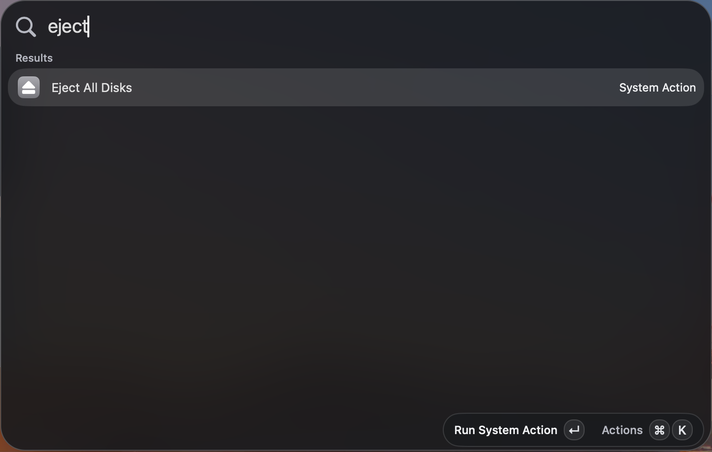 eject
Results
Eject All Disks System Action
Run System Action ↵ Actions ⌘ K